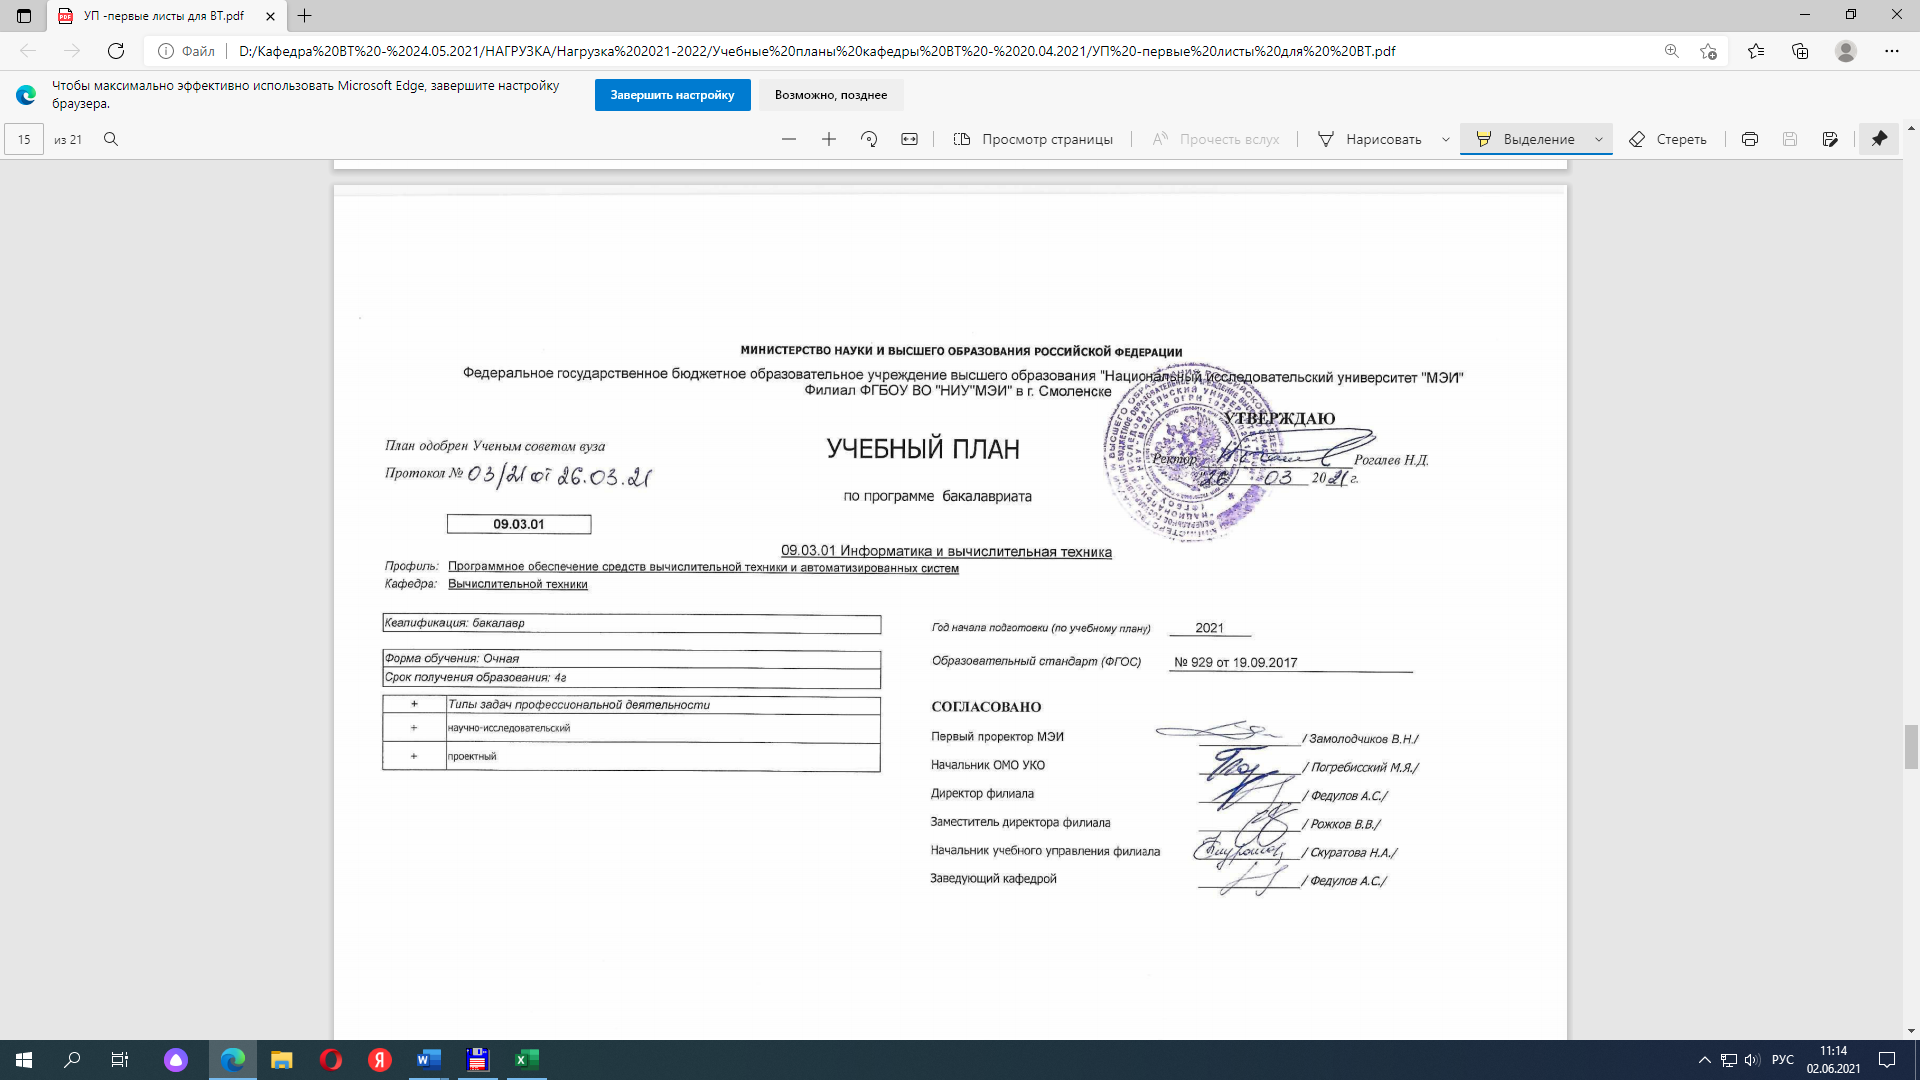 УП -первые листы для ВТ.pdf
Файл
D:/Кафедра%20ВТ%20-%2024.05.2021/НАГРУЗКА/Нагрузка%202021-2022/Учебные%20планы%20кафедры%20ВТ%20-%2020.04.2021/УП%20-первые%20листы%20для%20%20ВТ.pdf
Чтобы максимально эффективно использовать Microsoft Edge, завершите настройку
браузера.
Завершить настройку
Возможно, позднее
15 из 21
Просмотр страницы
Прочесть вслух
Нарисовать
Выделение
Стереть
МИНИСТЕРСТВО НАУКИ И ВЫСШЕГО ОБРАЗОВАНИЯ РОССИЙСКОЙ ФЕДЕРАЦИИ
Федеральное государственное бюджетное образовательное учреждение высшего образования "Национальный исследовательский университет "МЭИ"
Филиал ФГБОУ ВО "НИУ"МЭИ" в г. Смоленске
УТВЕРЖДАЮ
План одобрен Ученым советом вуза
Протокол № 03/21 от 26.03.21
УЧЕБНЫЙ ПЛАН
по программе бакалавриата
Ректор Рогалев Н.Д.
26 03 2021 г.
09.03.01
09.03.01 Информатика и вычислительная техника
Профиль: Программное обеспечение средств вычислительной техники и автоматизированных систем
Кафедра: Вычислительной техники
Квалификация: бакалавр
Форма обучения: Очная
Срок получения образования: 4г
+ Типы задач профессиональной деятельности
+ научно-исследовательский
+ проектный
Год начала подготовки (по учебному плану) 2021
Образовательный стандарт (ФГОС) № 929 от 19.09.2017
СОГЛАСОВАНО
Первый проректор МЭИ / Замолодчиков В.Н./
Начальник ОМО УКО / Погребисский М.Я./
Директор филиала / Федулов А.С./
Заместитель директора филиала / Рожков В.В./
Начальник учебного управления филиала / Скуратова Н.А./
Заведующий кафедрой / Федулов А.С./
РУС
11:14
02.06.2021